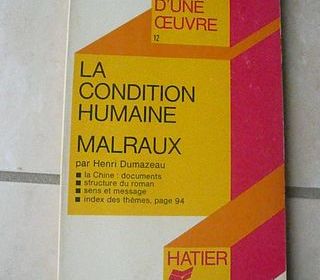 D'UNE
ŒUVRE
12
LA
CONDITION
HUMAINE
MALRAUX
par Henri Dumazeau
■ la Chine : documents
■ structure du roman
■ sens et message
■ index des thèmes, page 94
HATIER